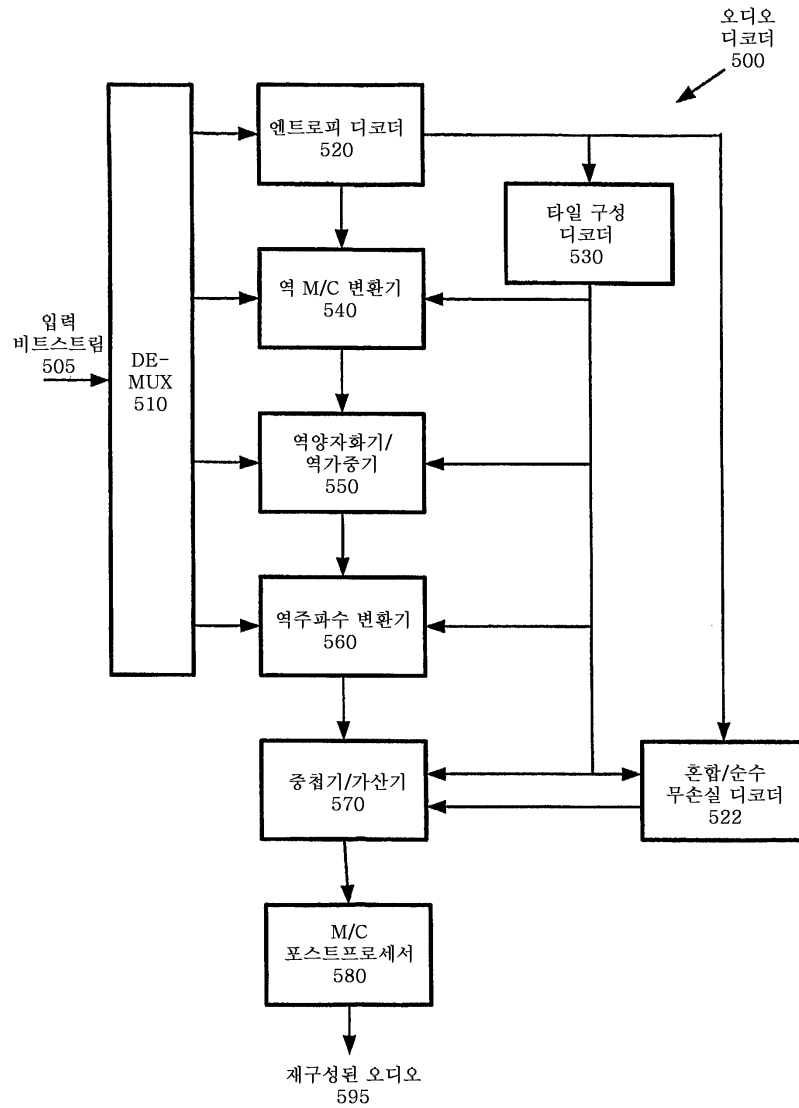 오디오
디코더
500
엔트로피 디코더
520
타일 구성
디코더
530
역 M/C 변환기
540
입력
비트스트림
505
DE-
MUX
510
역양자화기/
역가중기
550
역주파수 변환기
560
중첩기/가산기
570
혼합/순수
무손실 디코더
522
M/C
포스트프로세서
580
재구성된 오디오
595